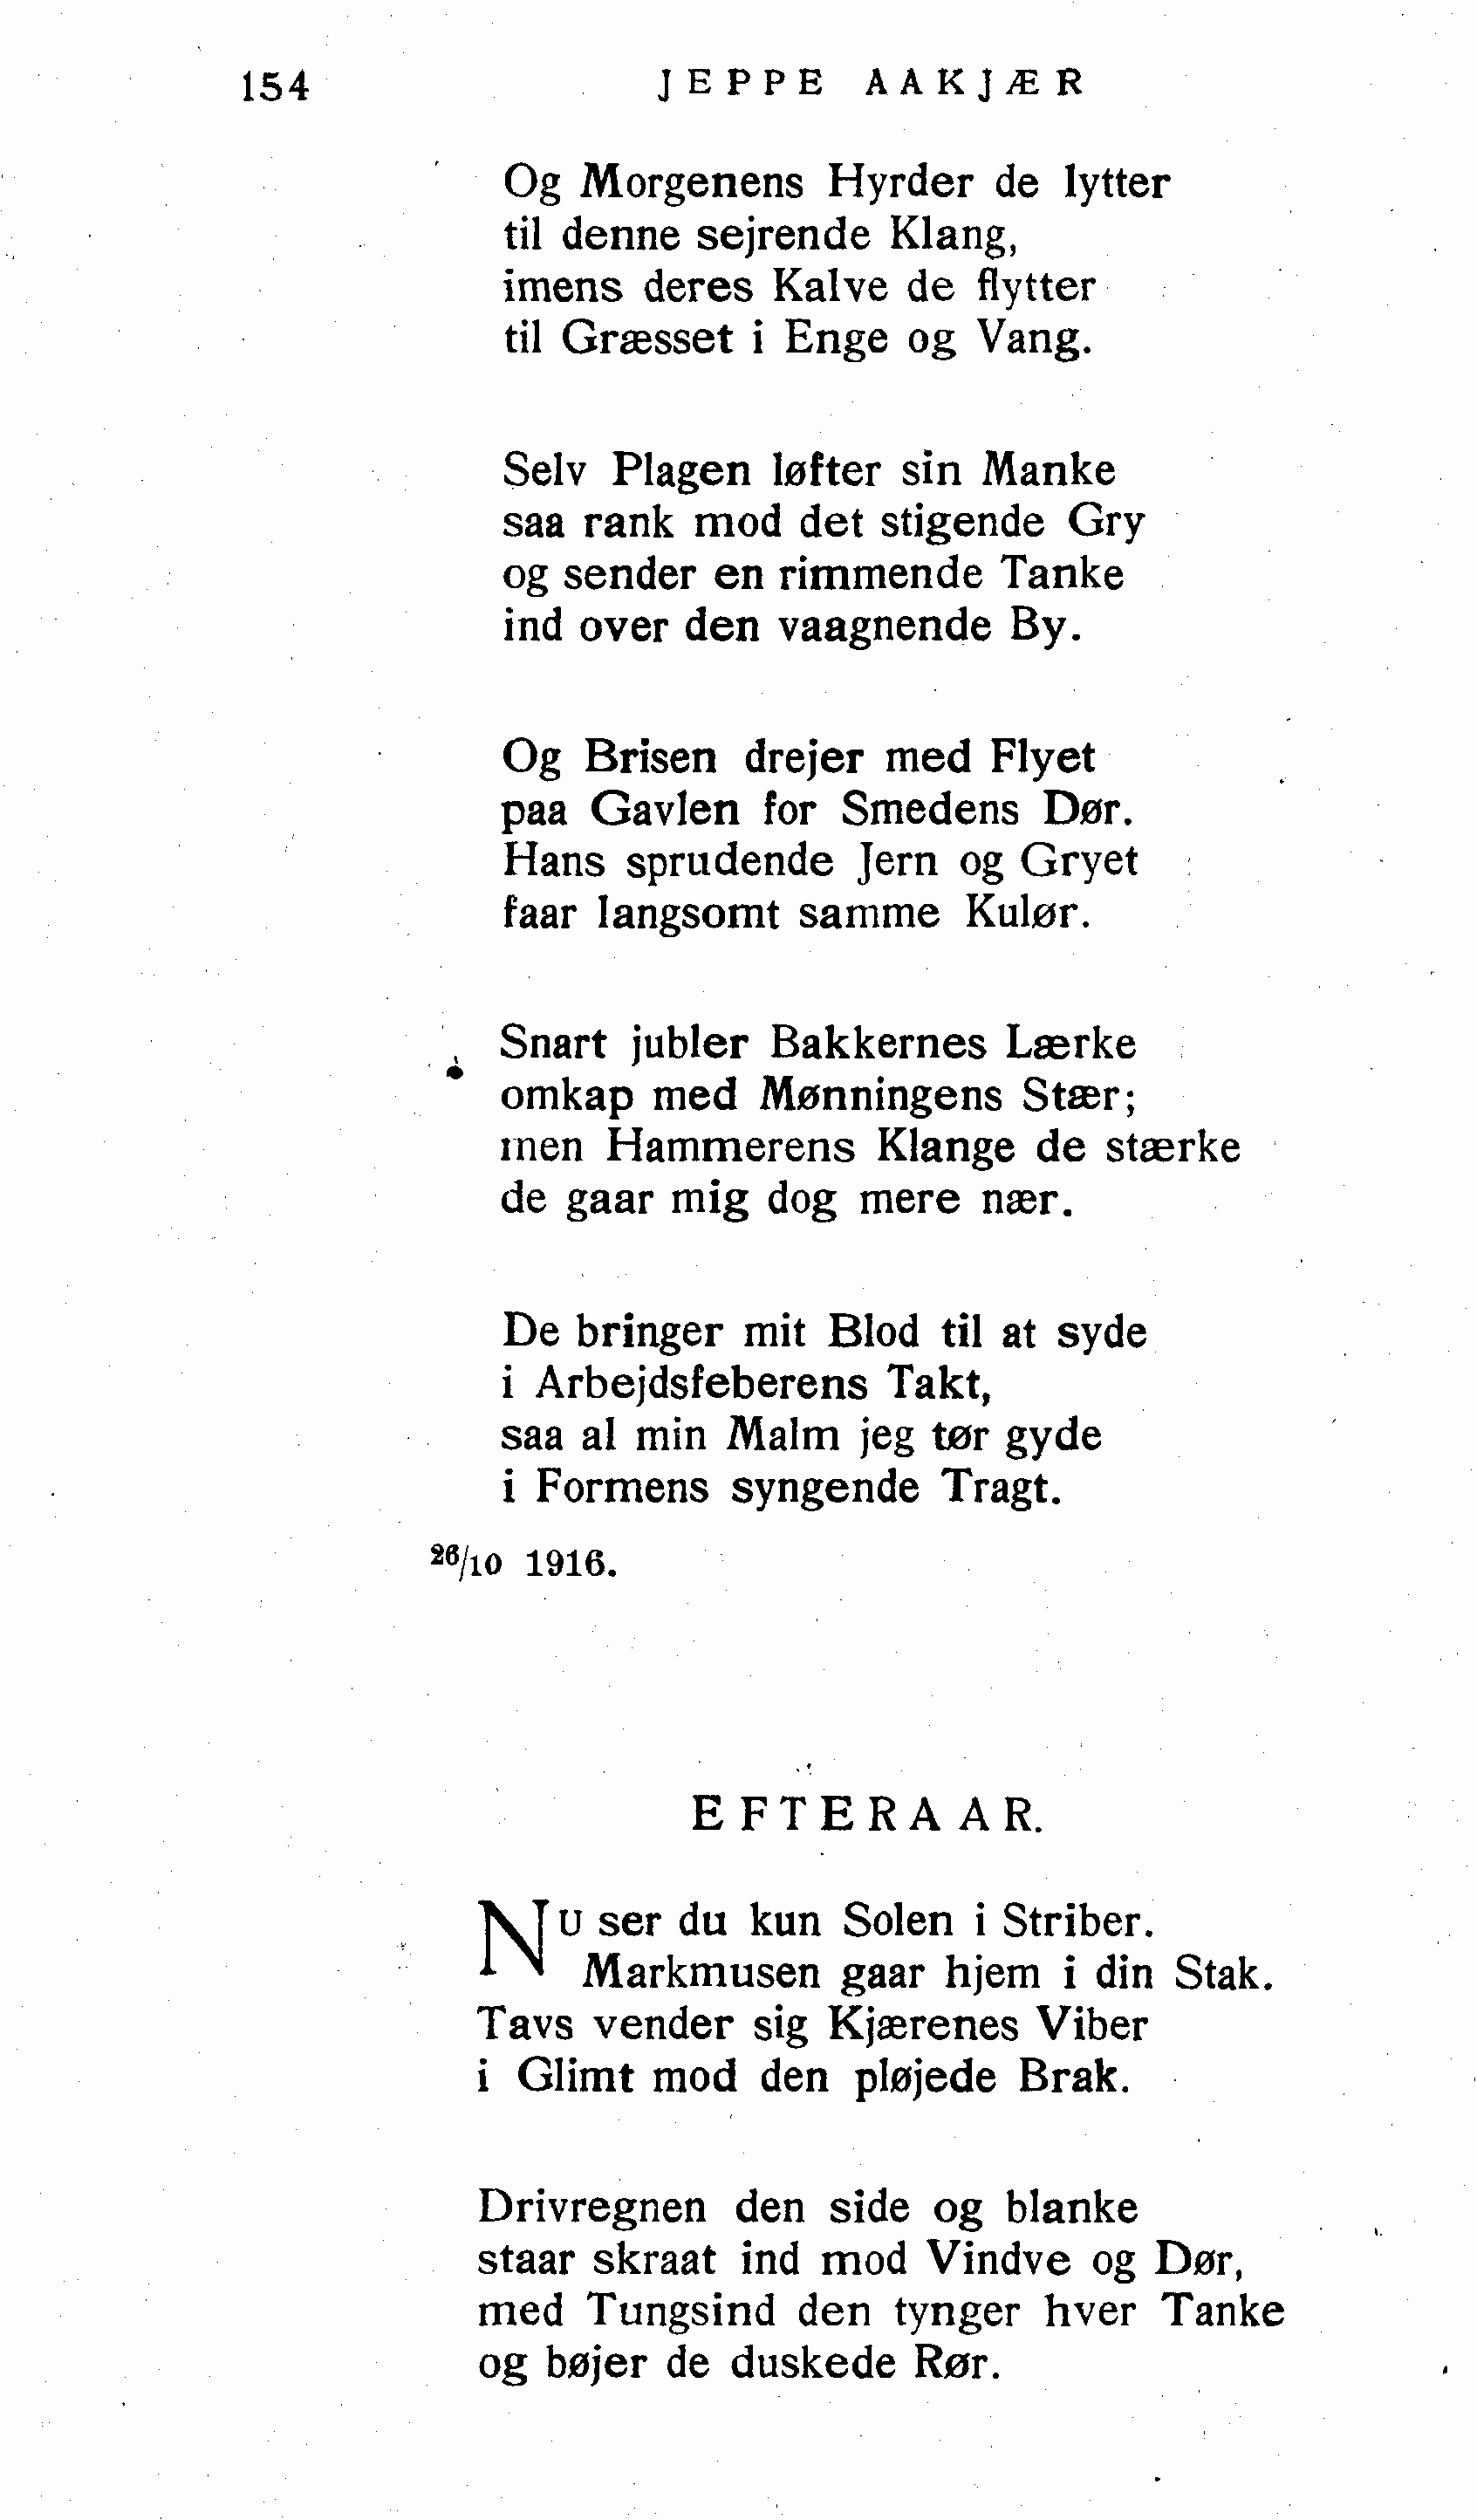 154 JEPPE AAKJÆR
Og Morgenens Hyrder de lytter
til denne sejrende Klang,
imens deres Kalve de flytter
til Græsset i Enge og Vang.
Selv Plagen løfter sin Manke
saa rank mod det stigende Gry
og sender en rimmende Tanke
ind over den vaagnende By.
Og Brisen drejer med Flyet
paa Gavlen for Smedens Dør.
Hans sprudende Jern og Gryet
faar langsomt samme Kulør.
Snart jubler Bakkernes Lærke
omkap med Mønningens Stær;
men Hammerens Klange de stærke
de gaar mig dog mere nær.
De bringer mit Blod til at syde
i Arbejdsfeberens Takt,
saa al min Malm jeg tør gyde
i Formens syngende Tragt.
26/10 1916.
EFTERAAR.
NU ser du kun Solen i Striber.
Markmusen gaar hjem i din Stak.
Tavs vender sig Kjærenes Viber
i Glimt mod den pløjede Brak.
Drivregnen den side og blanke
staar skraat ind mod Vindve og Dør,
med Tungsind den tynger hver Tanke
og bøjer de duskede Rør.